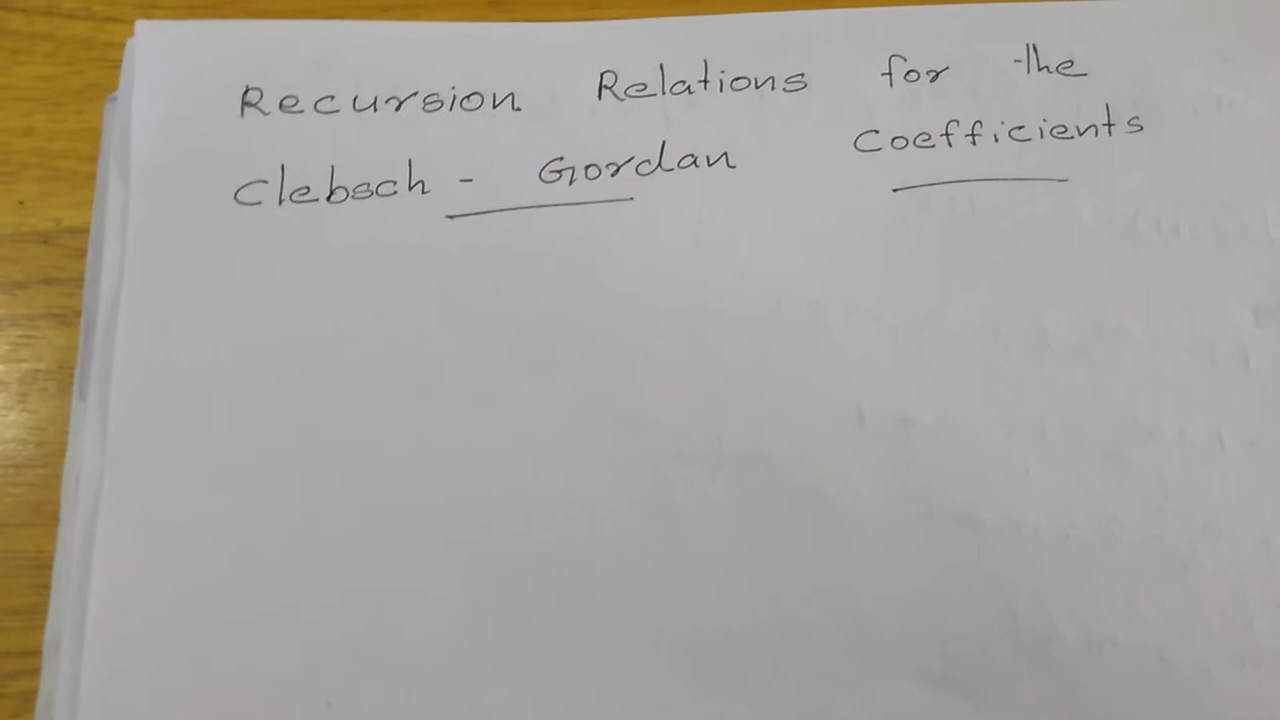 Recursion Relations for the
Clebsch - Gordan Coefficients